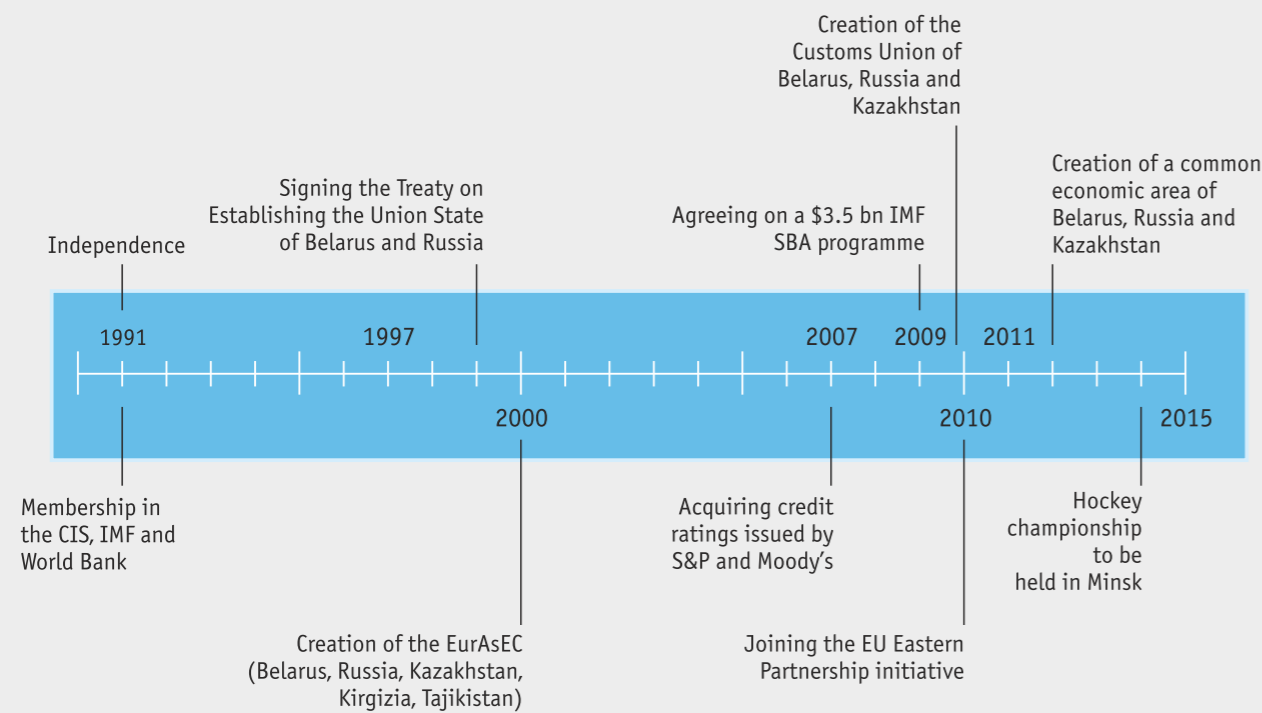 Creation of the
Customs Union of
Belarus, Russia and
Kazakhstan
Creation of a common
economic area of
Belarus, Russia and
Kazakhstan
Signing the Treaty on
Establishing the Union State
of Belarus and Russia
Agreeing on a $3.5 bn IMF
SBA programme
Independence
1991
1997
2007
2009
2011
2000
2010
2015
Membership in
the CIS, IMF and
World Bank
Acquiring credit
ratings issued by
S&P and Moody's
Hockey
championship
to be
held in Minsk
Creation of the EurAsEC
(Belarus, Russia, Kazakhstan,
Kirgizia, Tajikistan)
Joining the EU Eastern
Partnership initiative